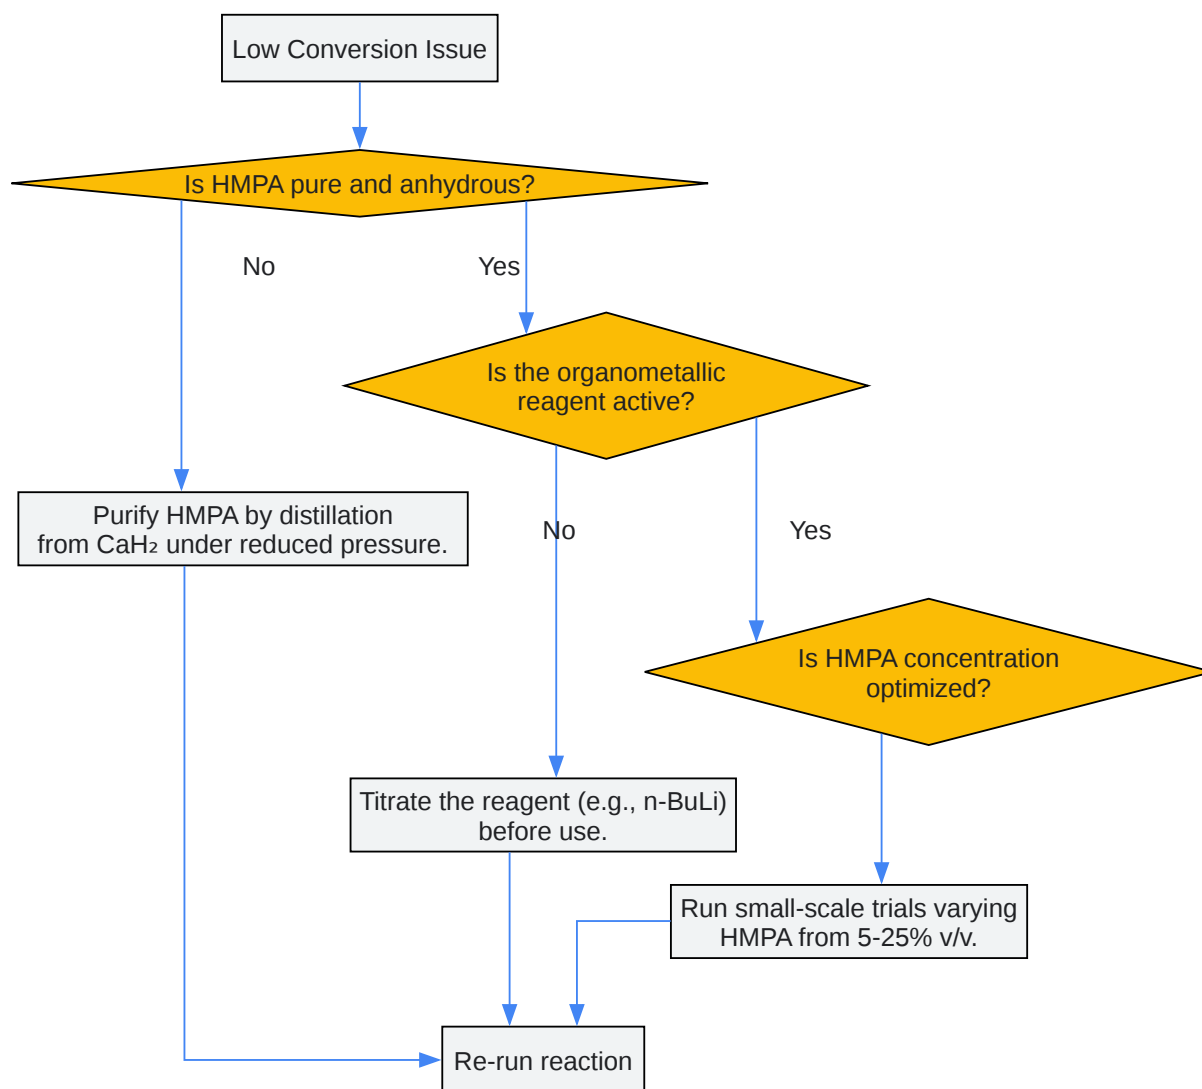 Low Conversion Issue
Is HMPA pure and anhydrous?
No
Yes
Is the organometallic
reagent active?
Purify HMPA by distillation
from CaH₂ under reduced pressure.
No
Yes
Is HMPA concentration
optimized?
Titrate the reagent (e.g., n-BuLi)
before use.
Run small-scale trials varying
HMPA from 5-25% v/v.
Re-run reaction